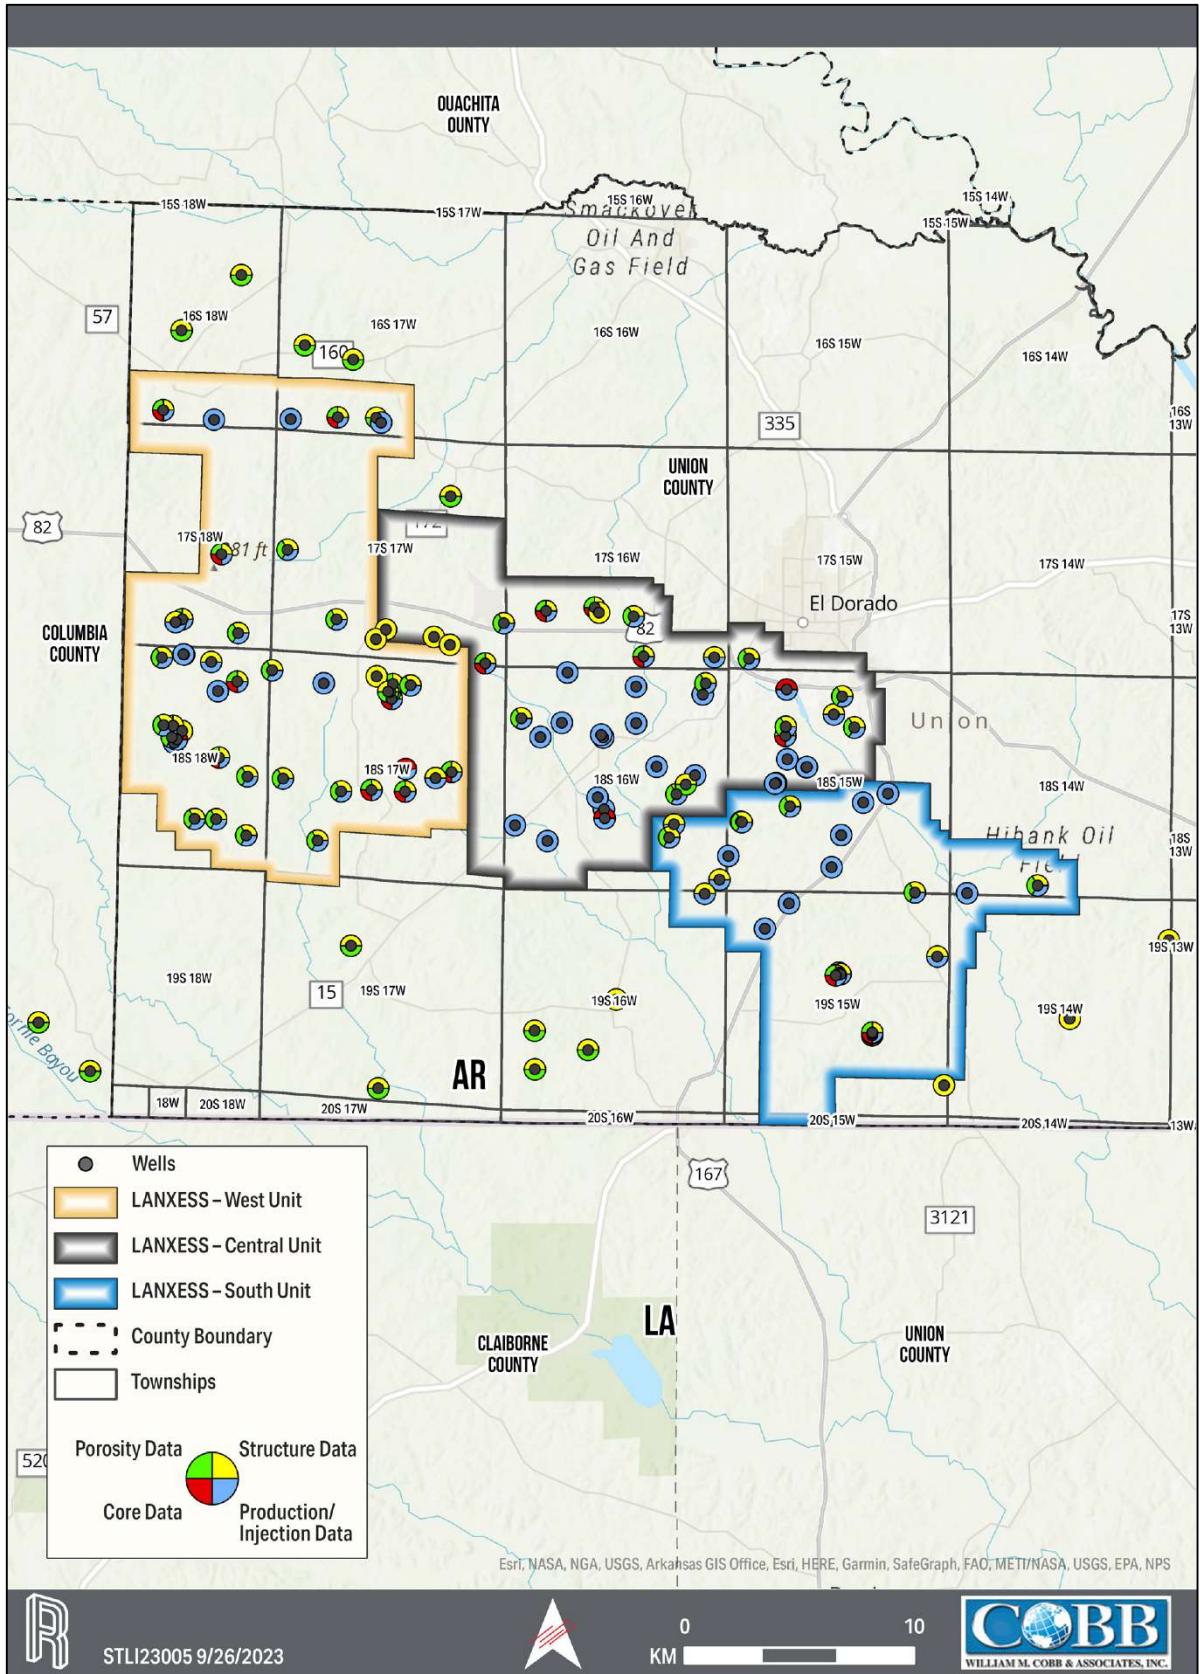 OUACHITA
OUNTY
15S 18W
15S 17W
15S 16W
15S 14W
15S 15W
Smackover
Oil And
Gas Field
57
16S 18W
16S 17W
160
16S 16W
16S 15W
16S 14W
16S
13W
335
UNION
COUNTY
82
172
17S 18W
81 ft
17S 17W
17S 16W
17S 15W
17S 14W
El Dorado
17S
13W
COLUMBIA
COUNTY
82
Union
18S 18W
18S 17W
18S 16W
18S 15W
18S 14W
Hibank Oil
18S
13W
19S 18W
15
19S 17W
19S 16W
19S 15W
19S 14W
19S 13W
Bayou
AR
18W
20S 18W
20S 17W
20S 16W
20S 15W
20S 14W
13W
Wells
LANXESS – West Unit
LANXESS – Central Unit
LANXESS – South Unit
County Boundary
Townships
Porosity Data
Structure Data
Core Data
Production/
Injection Data
167
3121
LA
CLAIBORNE
COUNTY
UNION
COUNTY
520
Esri, NASA, NGA, USGS, Arkansas GIS Office, Esri, HERE, Garmin, SafeGraph, FAO, METI/NASA, USGS, EPA, NPS
STLI23005 9/26/2023
0
10
KM
COBB
WILLIAM M. COBB & ASSOCIATES, INC.